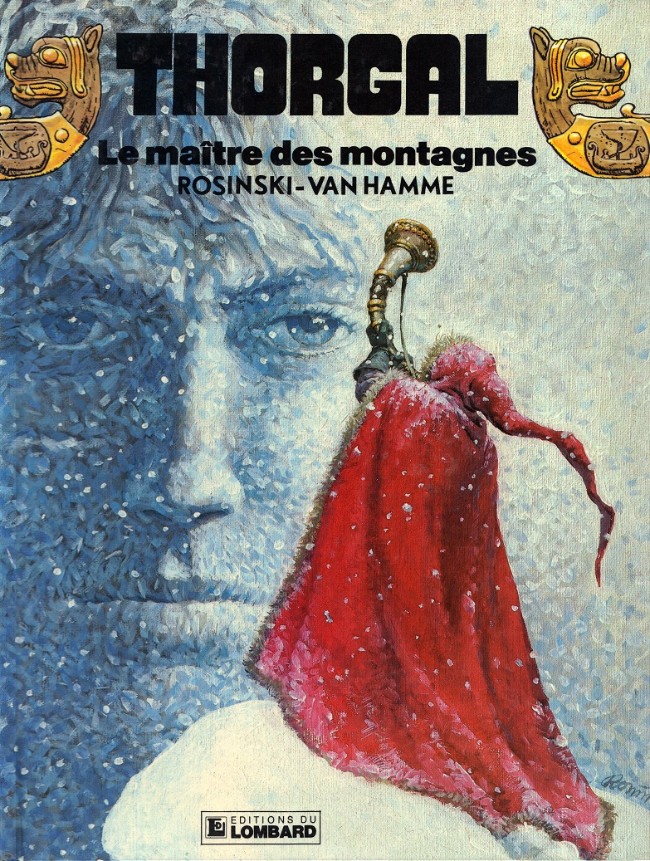 THORGAL
Le maître des montagnes
ROSINSKI-VAN HAMME
EDITIONS DU
LOMBARD